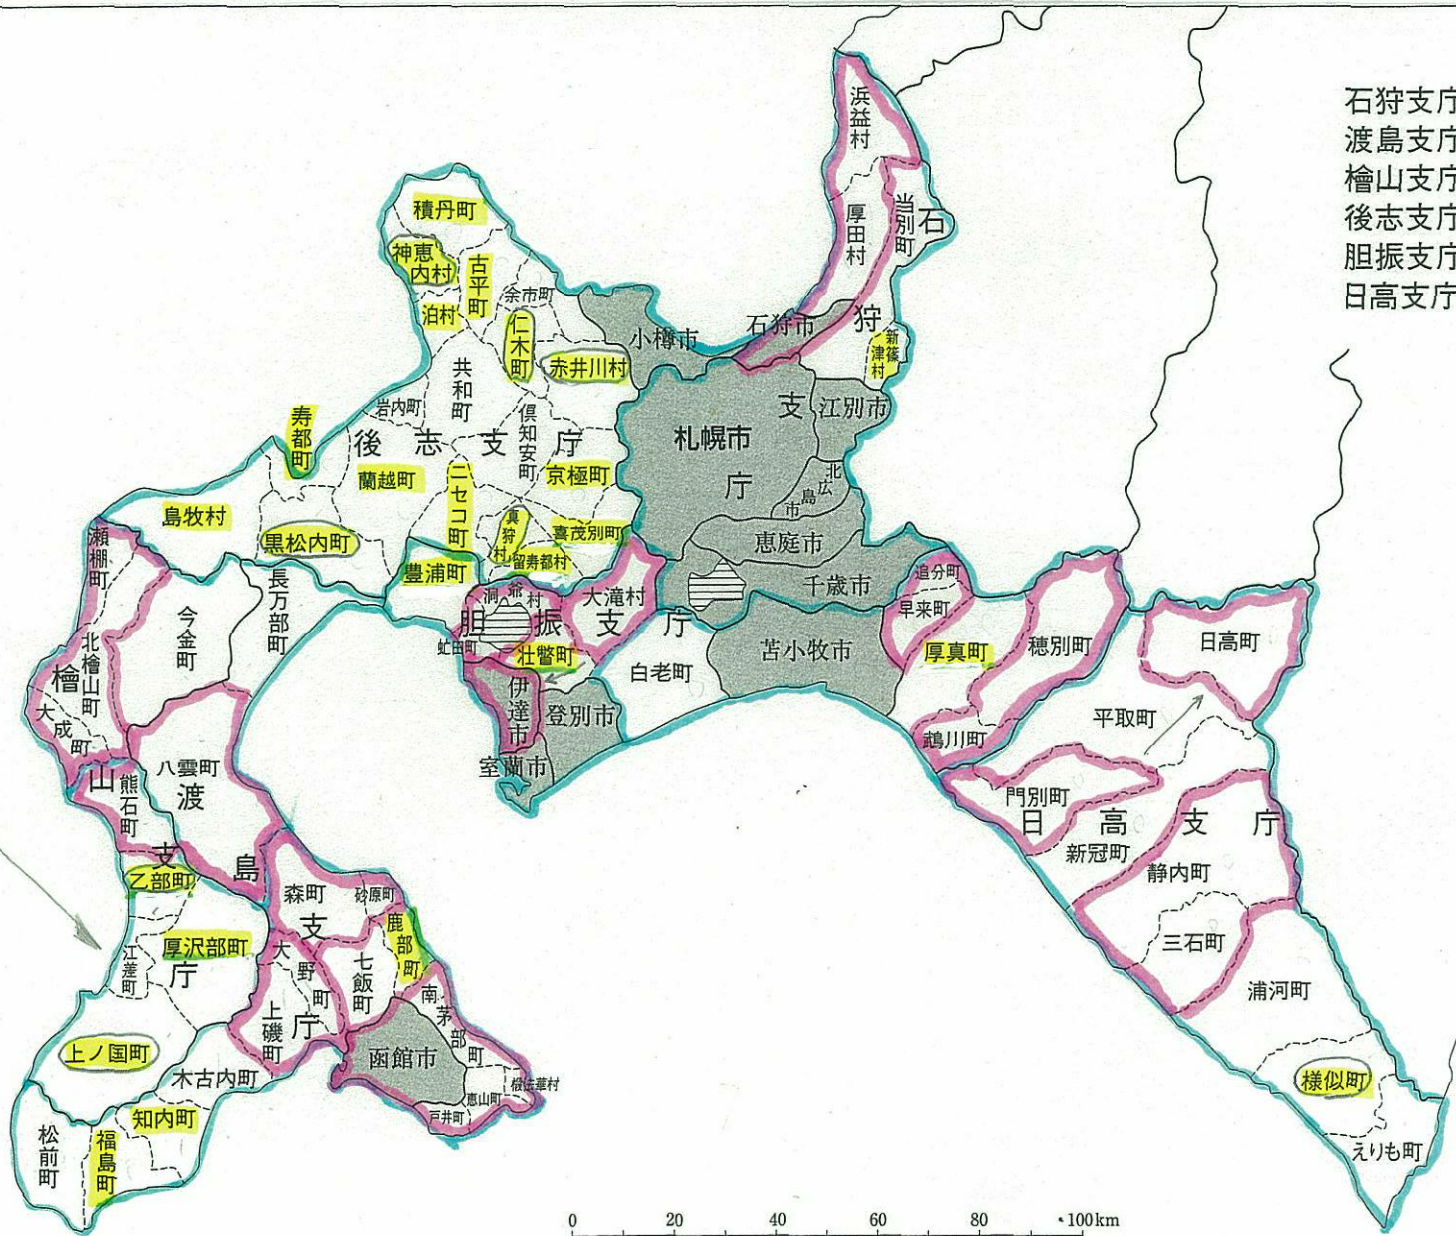 石狩支庁
渡島支庁
檜山支庁
後志支庁
胆振支庁
日高支庁
浜益村
厚田村
当別町
石狩支庁
石狩市
新篠津村
江別市
札幌市
北広島市
恵庭市
千歳市
小樽市
積丹町
神恵内村
古平町
泊村
余市町
仁木町
赤井川村
共和町
岩内町
倶知安町
後志支庁
寿都町
蘭越町
ニセコ町
京極町
島牧村
黒松内町
真狩村
喜茂別町
留寿都村
豊浦町
洞爺村
大滝村
胆振支庁
虻田町
壮瞥町
伊達市
登別市
室蘭市
白老町
苫小牧市
追分町
早来町
厚真町
穂別町
鵡川町
日高町
平取町
門別町
日高支庁
新冠町
静内町
三石町
浦河町
様似町
えりも町
瀬棚町
北檜山町
今金町
長万部町
檜山支庁
大成町
熊石町
八雲町
渡島支庁
乙部町
厚沢部町
江差町
上ノ国町
森町
砂原町
鹿部町
大野町
七飯町
南茅部町
上磯町
函館市
恵山町
椴法華村
戸井町
木古内町
知内町
福島町
松前町
0 20 40 60 80 100km